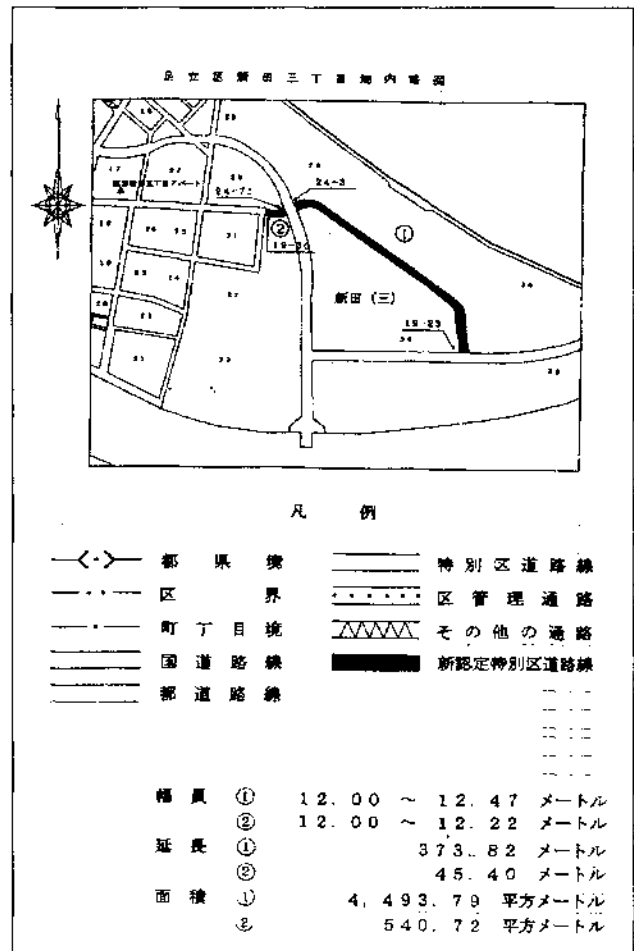 足立区新田三丁目地内略図
24-3
②
①
19-30
新田（三）
19-23
凡例
都県境
区界
町丁目境
国道路線
都道路線
特別区道路線
区管理通路
その他の通路
新認定特別区道路線
幅員 ① 12.00 ～ 12.47 メートル
② 12.00 ～ 12.22 メートル
延長 ① 373.82 メートル
② 45.40 メートル
面積 ① 4,493.79 平方メートル
② 540.72 平方メートル